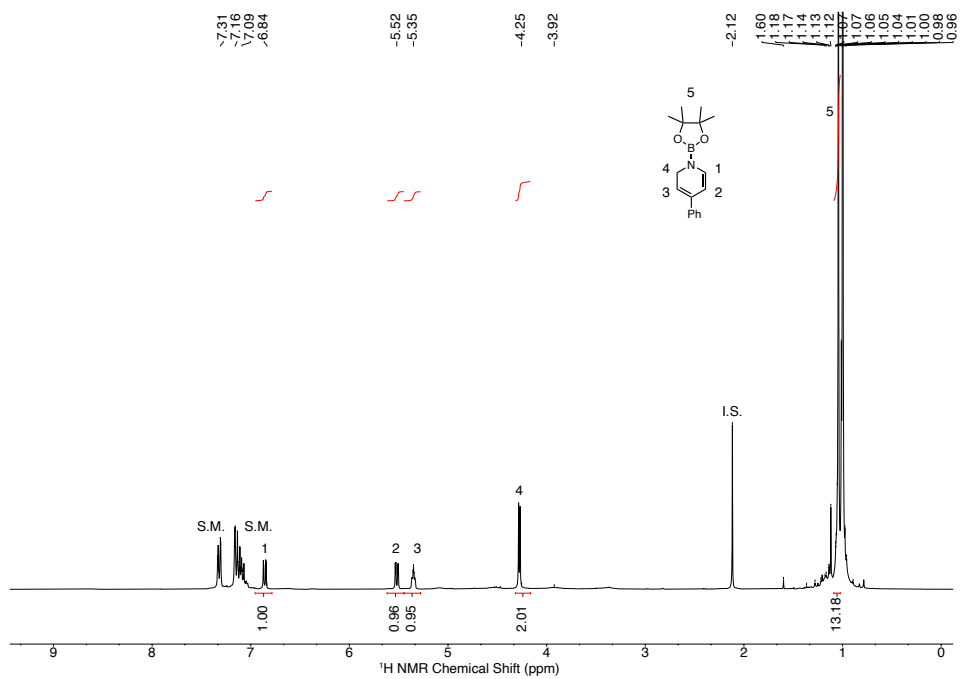 7.31
7.16
7.09
6.84
5.52
5.35
4.25
3.92
2.12
1.60
1.18
1.17
1.14
1.13
1.12
1.07
1.07
1.06
1.05
1.04
1.01
1.00
0.98
0.96
5
5
O O
B
N
4 1
3 2
Ph
I.S.
4
S.M. S.M.
1 2 3
1.00 0.96 0.95 2.01 13.18
9 8 7 6 5 4 3 2 1 0
¹H NMR Chemical Shift (ppm)